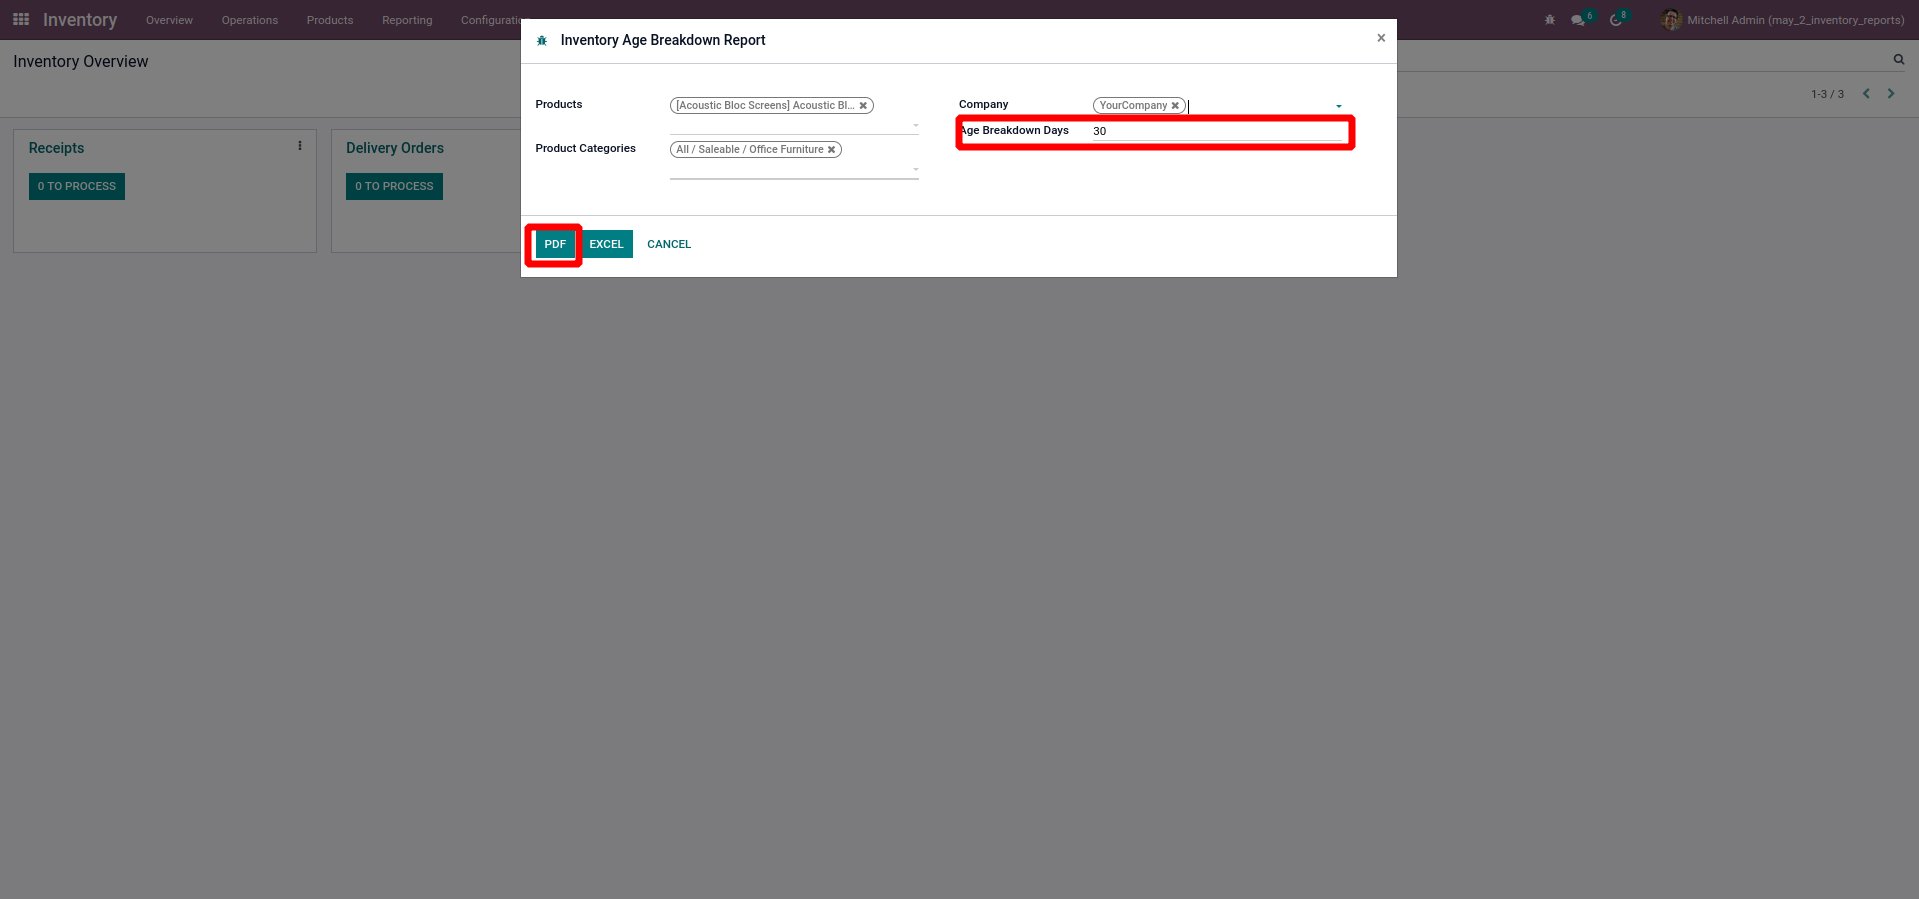 Inventory Overview Operations Products Reporting Configuratio
6 8 Mitchell Admin (may_2_inventory_reports)
Inventory Overview
1-3 / 3
Receipts
0 TO PROCESS
Delivery Orders
0 TO PROCESS
Inventory Age Breakdown Report ×
Products [Acoustic Bloc Screens] Acoustic Bl... ✖
Product Categories All / Saleable / Office Furniture ✖
Company YourCompany ✖
Age Breakdown Days 30
PDF EXCEL CANCEL